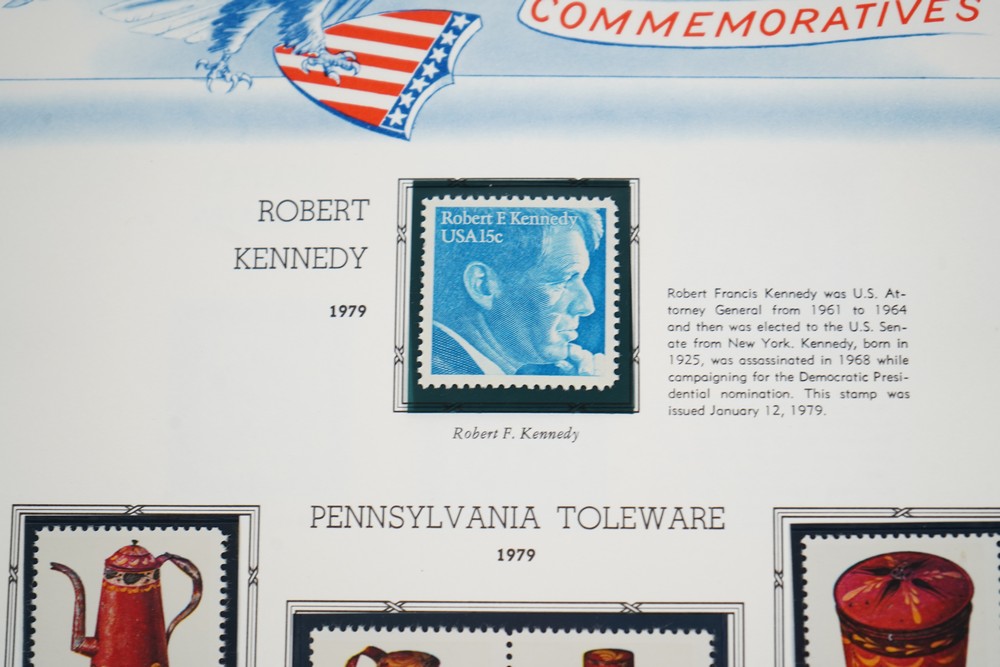 COMMEMORATIVES
ROBERT
KENNEDY
1979
Robert F. Kennedy
USA 15c
Robert Francis Kennedy was U.S. At-
torney General from 1961 to 1964
and then was elected to the U.S. Sen-
ate from New York. Kennedy, born in
1925, was assassinated in 1968 while
campaigning for the Democratic Presi-
dential nomination. This stamp was
issued January 12, 1979.
Robert F. Kennedy
PENNSYLVANIA TOLEWARE
1979